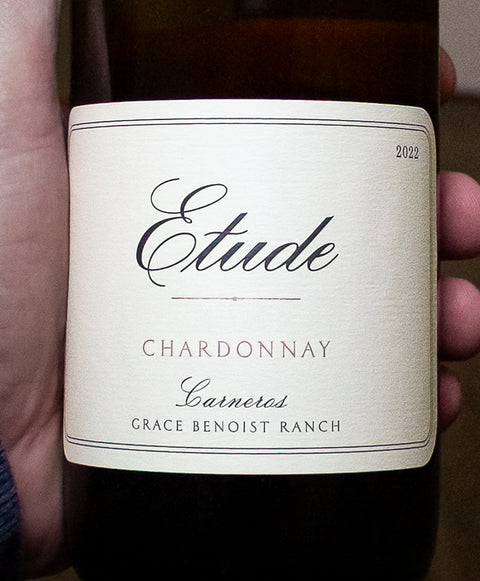 2022
Etude
CHARDONNAY
Carneros
GRACE BENOIST RANCH